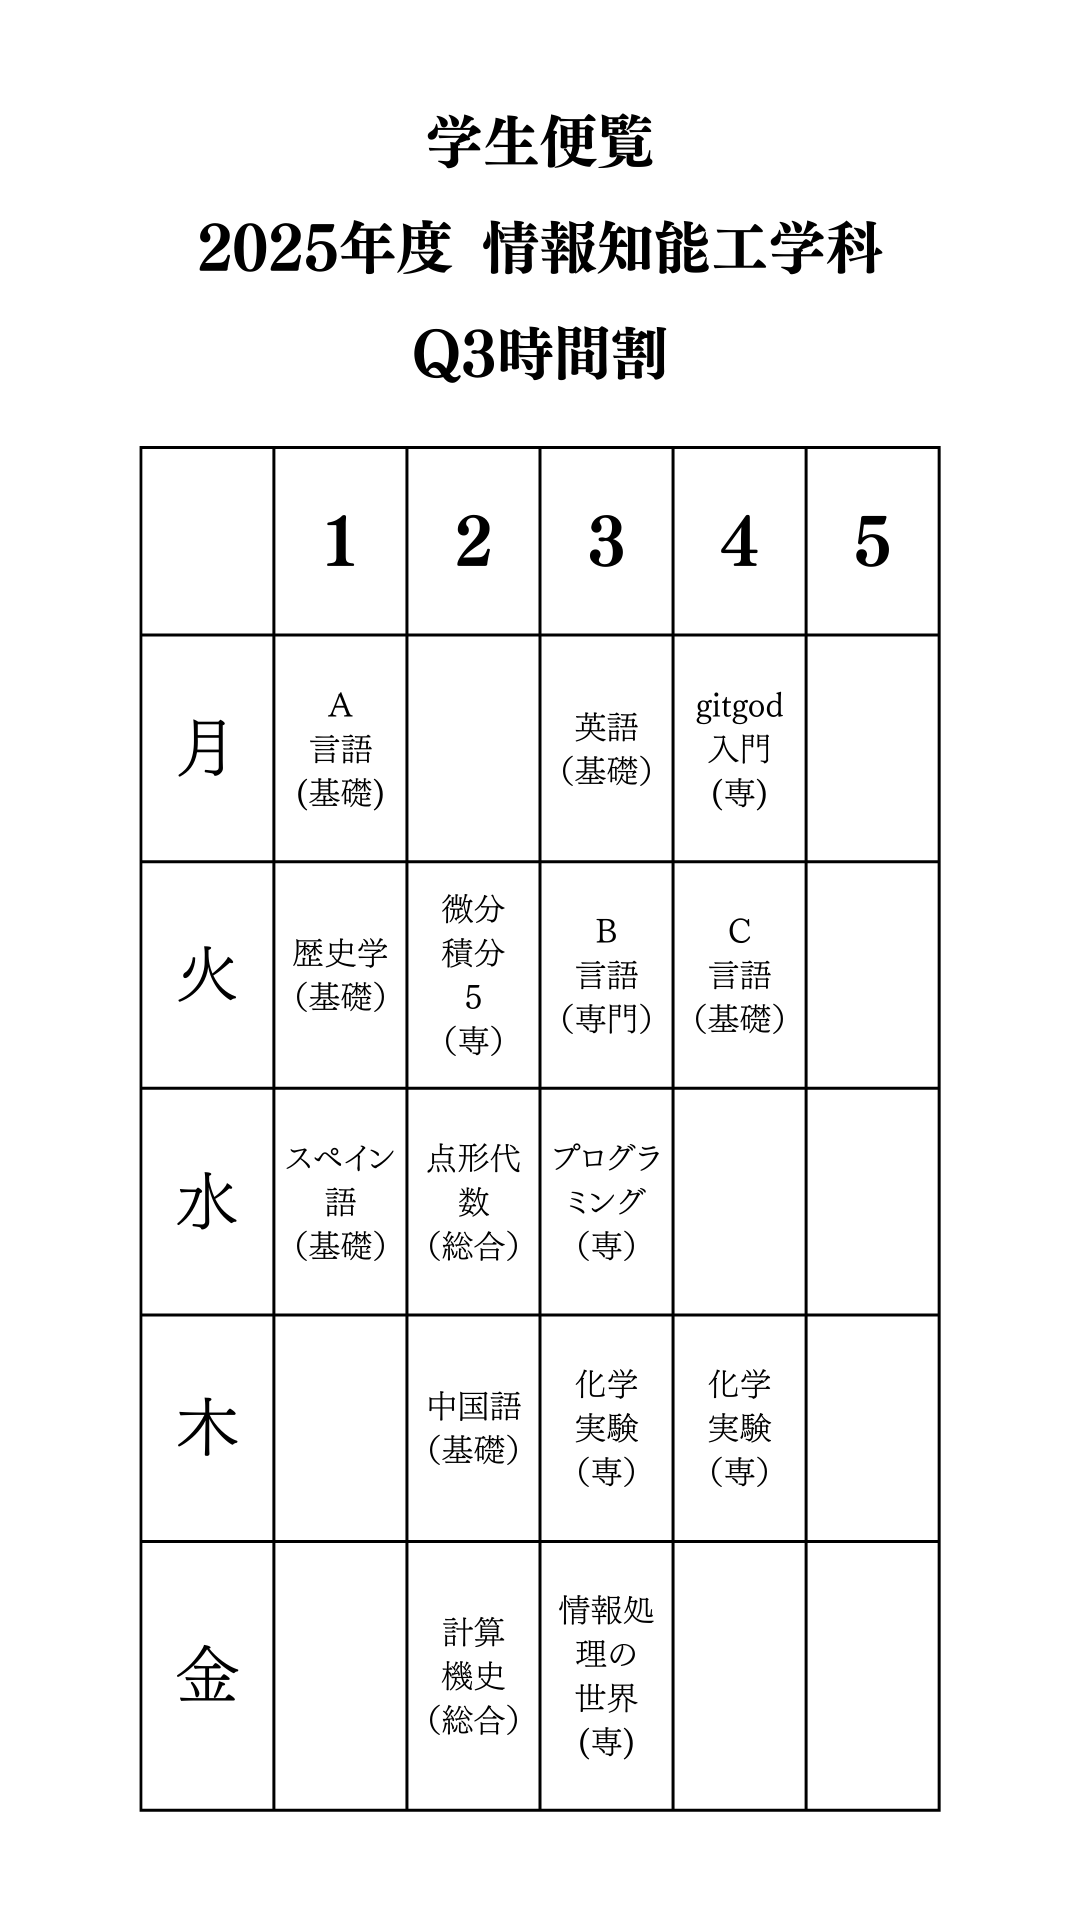 学生便覧
2025年度 情報知能工学科
Q3時間割
1
2
3
4
5
月
A
言語
(基礎)
英語
（基礎）
gitgod
入門
(専)
火
歴史学
（基礎）
微分
積分
5
（専）
B
言語
（専門）
C
言語
（基礎）
水
スペイン
語
（基礎）
点形代
数
（総合）
プログラ
ミング
（専）
木
中国語
（基礎）
化学
実験
（専）
化学
実験
（専）
金
計算
機史
（総合）
情報処
理の
世界
(専)